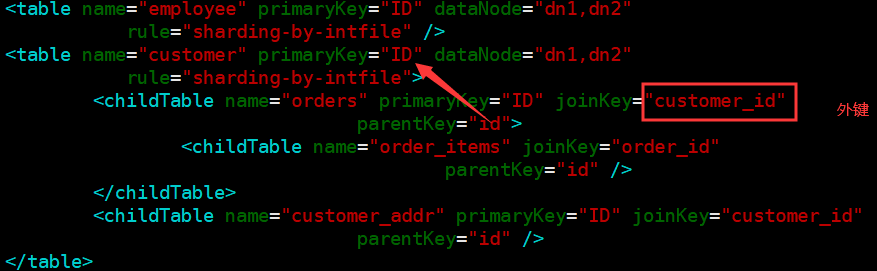 <table name="employee" primaryKey="ID" dataNode="dn1,dn2"
rule="sharding-by-intfile" />
<table name="customer" primaryKey="ID" dataNode="dn1,dn2"
rule="sharding-by-intfile">
<childTable name="orders" primaryKey="ID" joinKey="customer_id" 外键
parentKey="id">
<childTable name="order_items" joinKey="order_id"
parentKey="id" />
</childTable>
<childTable name="customer_addr" primaryKey="ID" joinKey="customer_id"
parentKey="id" />
</table>